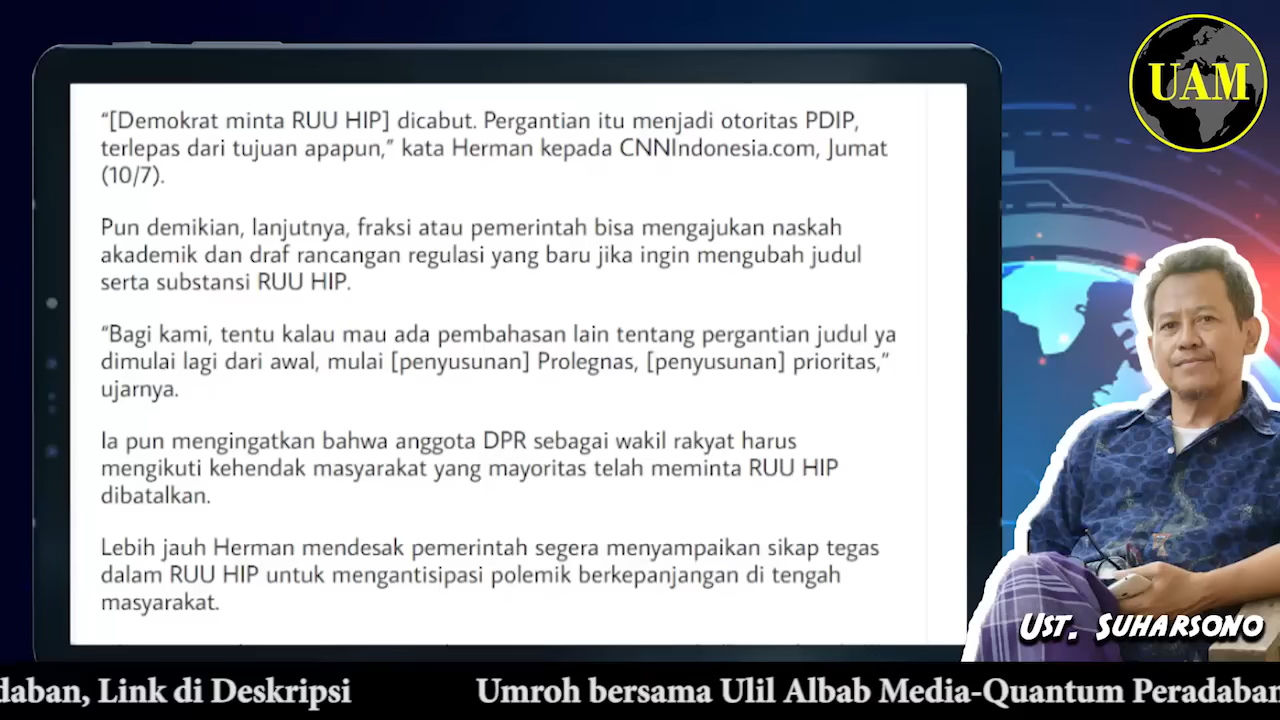 UAM
“[Demokrat minta RUU HIP] dicabut. Pergantian itu menjadi otoritas PDIP,
terlepas dari tujuan apapun,” kata Herman kepada CNNIndonesia.com, Jumat
(10/7).
Pun demikian, lanjutnya, fraksi atau pemerintah bisa mengajukan naskah
akademik dan draf rancangan regulasi yang baru jika ingin mengubah judul
serta substansi RUU HIP.
“Bagi kami, tentu kalau mau ada pembahasan lain tentang pergantian judul ya
dimulai lagi dari awal, mulai [penyusunan] Prolegnas, [penyusunan] prioritas,”
ujarnya.
Ia pun mengingatkan bahwa anggota DPR sebagai wakil rakyat harus
mengikuti kehendak masyarakat yang mayoritas telah meminta RUU HIP
dibatalkan.
Lebih jauh Herman mendesak pemerintah segera menyampaikan sikap tegas
dalam RUU HIP untuk mengantisipasi polemik berkepanjangan di tengah
masyarakat.
UST. SUHARSONO
daban, Link di Deskripsi Umroh bersama Ulil Albab Media-Quantum Peradaban